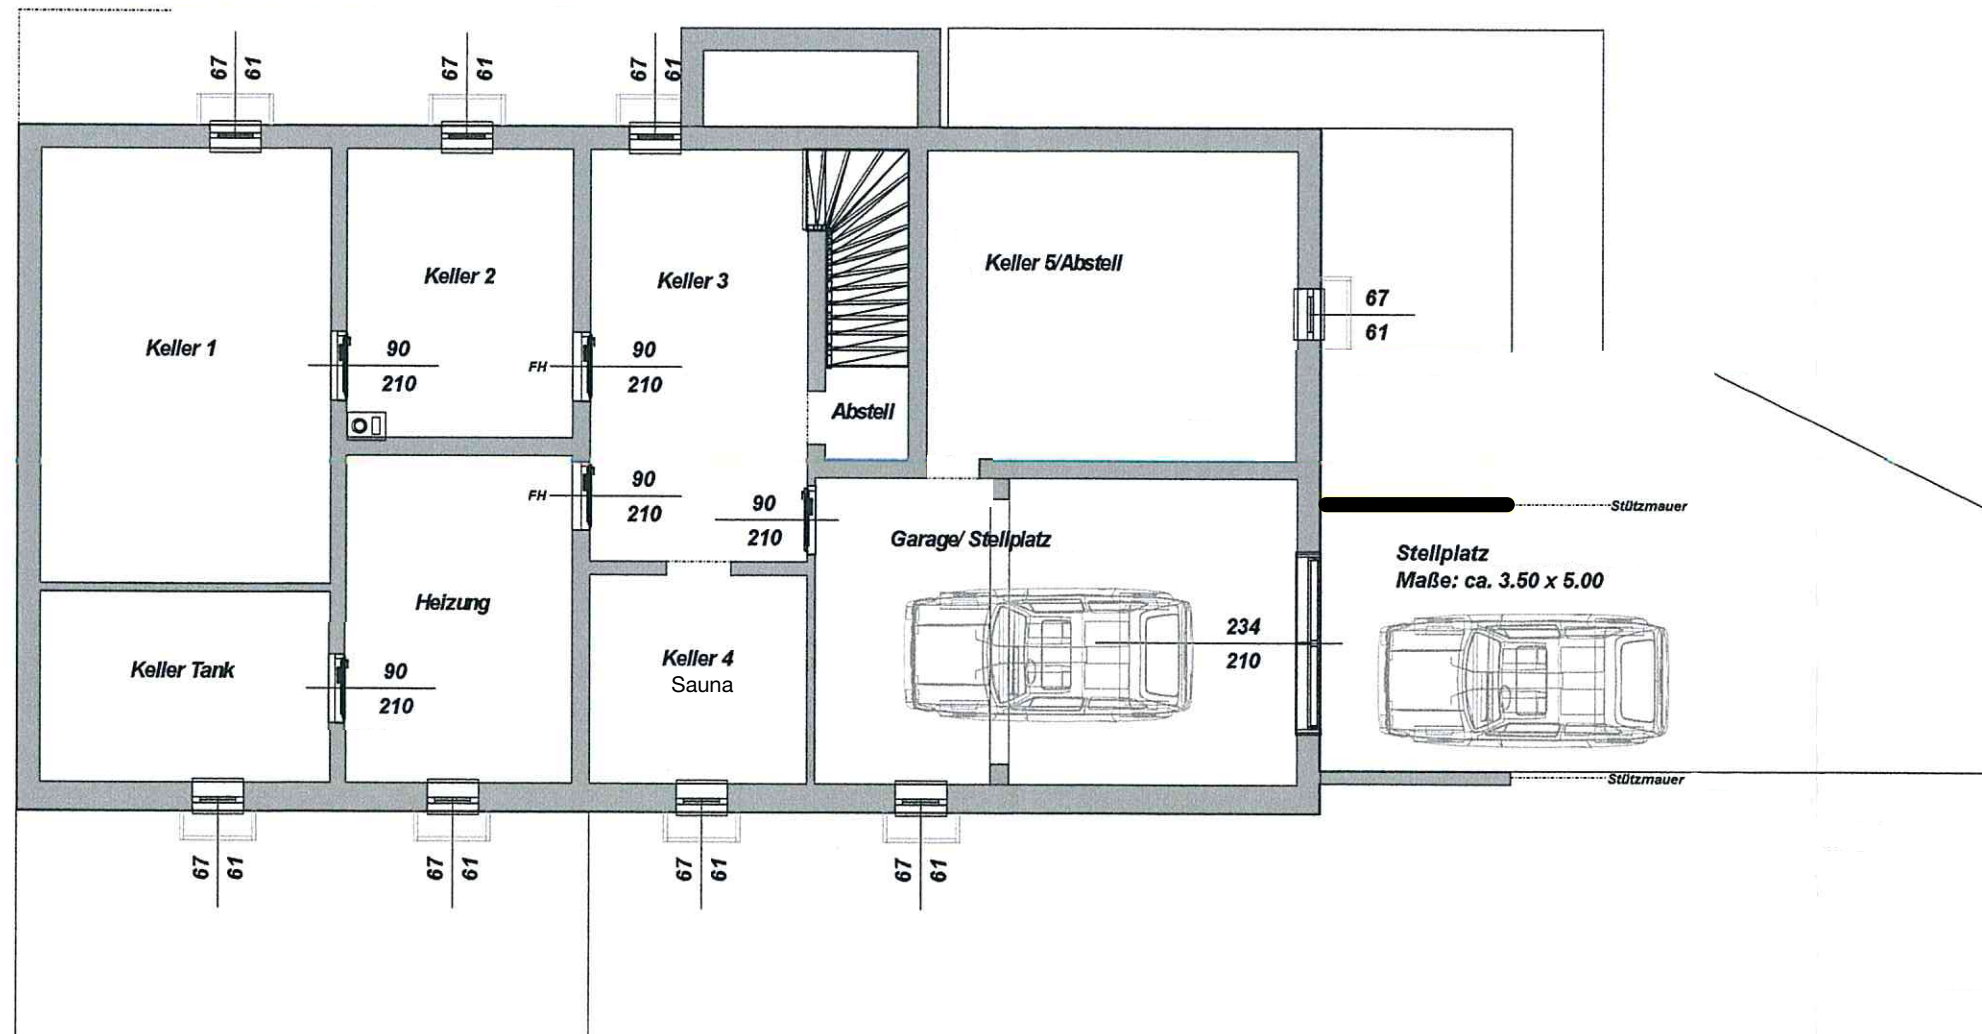 67
61
67
61
67
61
Keller 1
Keller 2
Keller 3
Keller 5/Abstell
67
61
90
210
FH
90
210
Abstell
FH
90
210
90
210
Garage/ Stellplatz
Stützmauer
Stellplatz
Maße: ca. 3.50 x 5.00
Heizung
234
210
Keller Tank
90
210
Keller 4
Sauna
Stützmauer
67
61
67
61
67
61
67
61